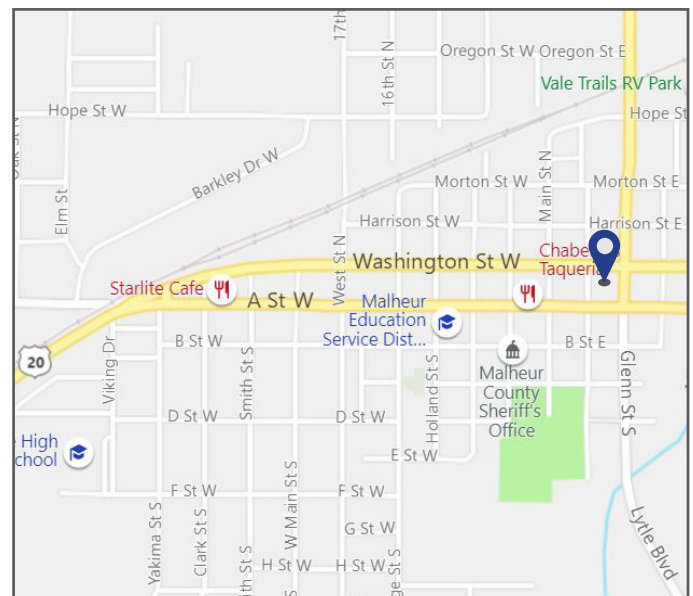 17th
16th St N
Oregon St W
Oregon St E
Vale Trails RV Park
Hope St W
Hope St
Barkley Dr W
Elm St
Morton St W
Main St N
Morton St E
Harrison St W
Harrison St E
West St N
Washington St W
Taqueria
Starlite Cafe
A St W
Malheur
Education
Service Dist...
20
Viking Dr
B St W
B St E
Smith St S
Holland St S
Malheur
County
Sheriff's
Office
Glenn St S
D St W
D St W
High
E St W
F St W
F St W
W Main St S
Yakima St S
Clark St S
G St W
H St W
H St W
Lytle Blvd